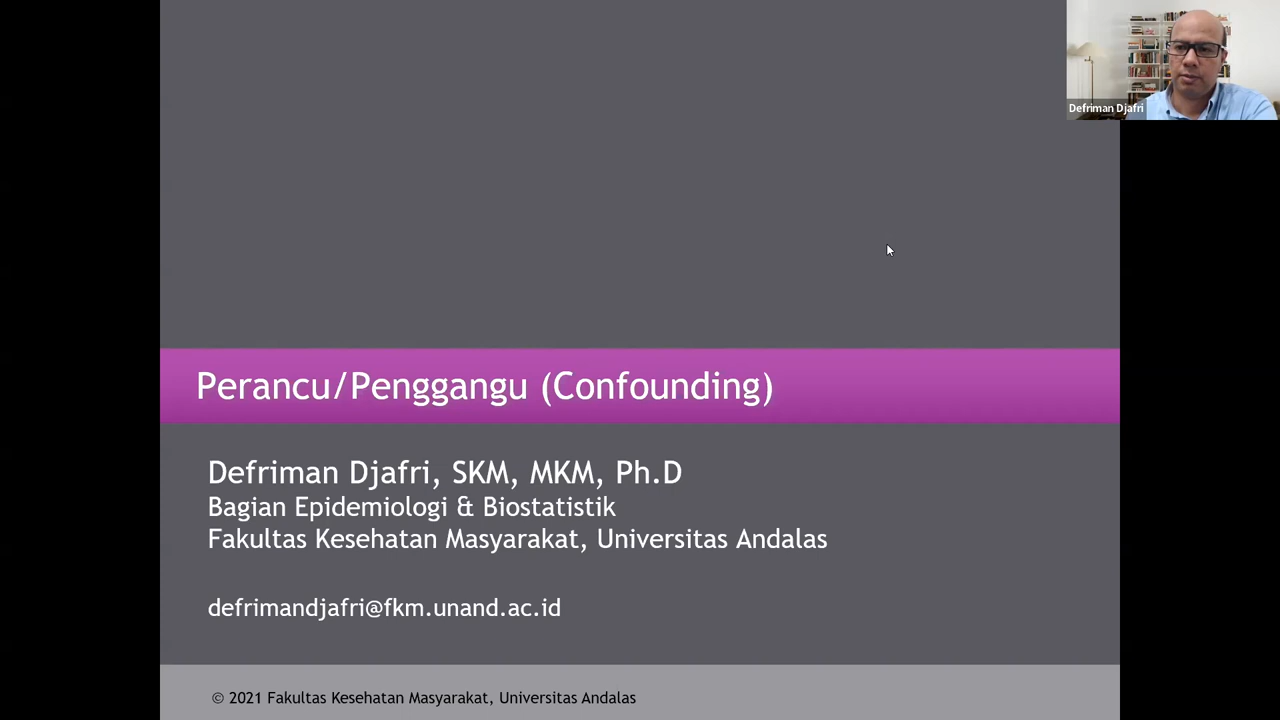 Defriman Djafri
Perancu/Penggangu (Confounding)
Defriman Djafri, SKM, MKM, Ph.D
Bagian Epidemiologi & Biostatistik
Fakultas Kesehatan Masyarakat, Universitas Andalas
defrimandjafri@fkm.unand.ac.id
© 2021 Fakultas Kesehatan Masyarakat, Universitas Andalas